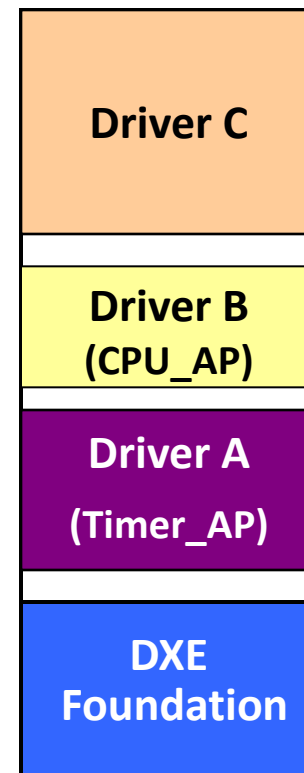 Driver C
Driver B
(CPU_AP)
Driver A
(Timer_AP)
DXE
Foundation